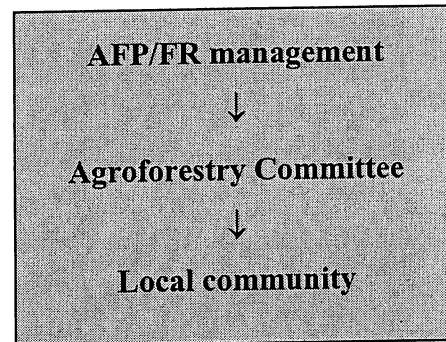 AFP/FR management
↓
Agroforestry Committee
↓
Local community